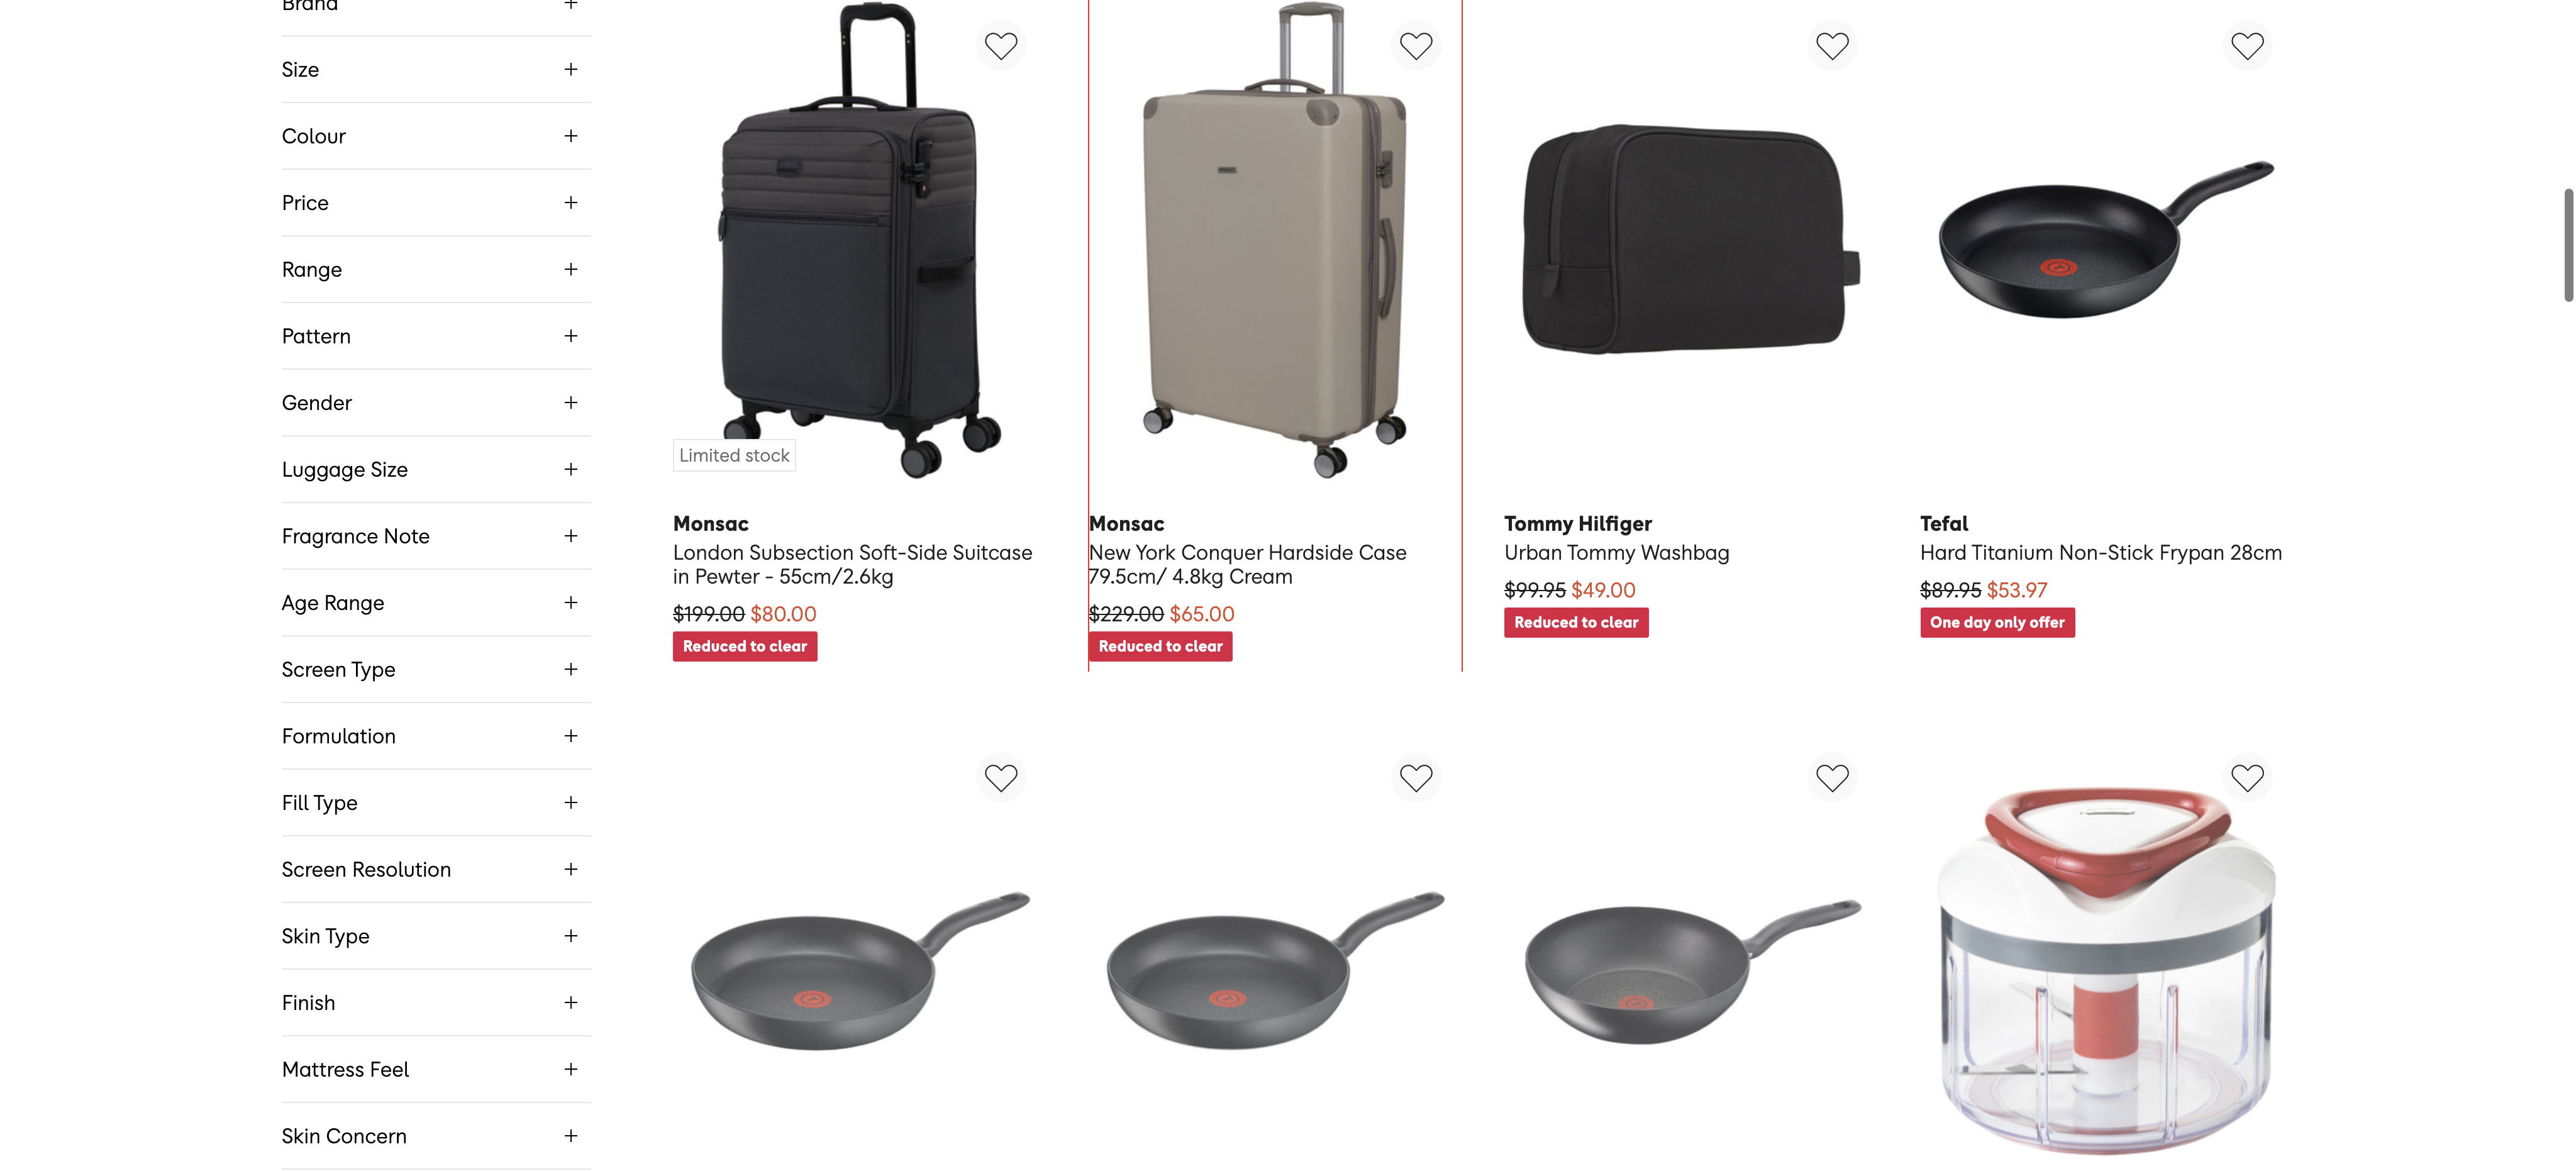 Brand
Size
Colour
Price
Range
Pattern
Gender
Luggage Size
Fragrance Note
Age Range
Screen Type
Formulation
Fill Type
Screen Resolution
Skin Type
Finish
Mattress Feel
Skin Concern
Limited stock
Monsac
London Subsection Soft-Side Suitcase
in Pewter - 55cm/2.6kg
$199.00 $80.00
Reduced to clear
Monsac
New York Conquer Hardside Case
79.5cm/ 4.8kg Cream
$229.00 $65.00
Reduced to clear
Tommy Hilfiger
Urban Tommy Washbag
$99.95 $49.00
Reduced to clear
Tefal
Hard Titanium Non-Stick Frypan 28cm
$89.95 $53.97
One day only offer